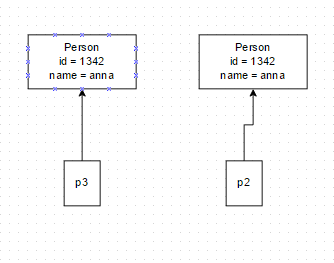 Person
id = 1342
name = anna
Person
id = 1342
name = anna
p3
p2